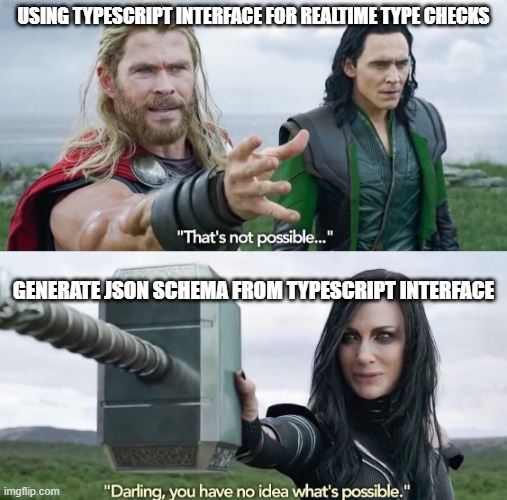 USING TYPESCRIPT INTERFACE FOR REALTIME TYPE CHECKS
"That's not possible..."
GENERATE JSON SCHEMA FROM TYPESCRIPT INTERFACE
"Darling, you have no idea what's possible."
imgflip.com